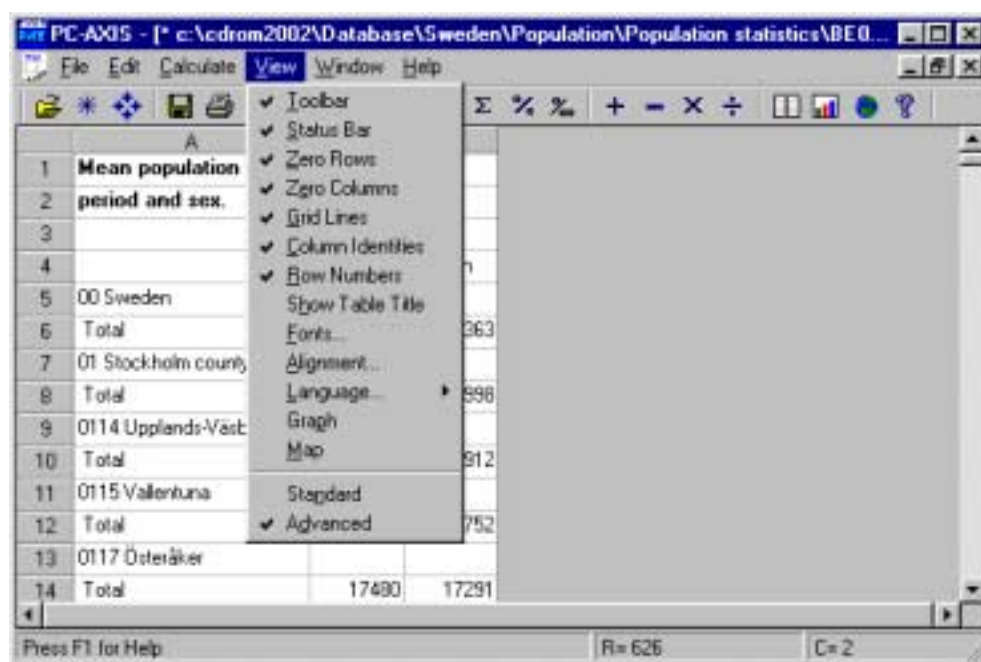 PC-AXIS - [* c:\cdrom2002\Database\Sweden\Population\Population statistics\BE0...
File Edit Calculate View Window Help
Σ % ‰ + - × ÷
Toolbar
Status Bar
Zero Rows
Zero Columns
Grid Lines
Column Identities
Row Numbers
Show Table Title
Fonts...
Alignment...
Language...
Graph
Map
Standard
Advanced
A
1 Mean population
2 period and sex.
3
4 n
5 00 Sweden
6 Total 363
7 01 Stockholm county
8 Total 998
9 0114 Upplands-Väsb
10 Total 912
11 0115 Vallentuna
12 Total 752
13 0117 Österåker
14 Total 17480 17291
Press F1 for Help R= 626 C= 2